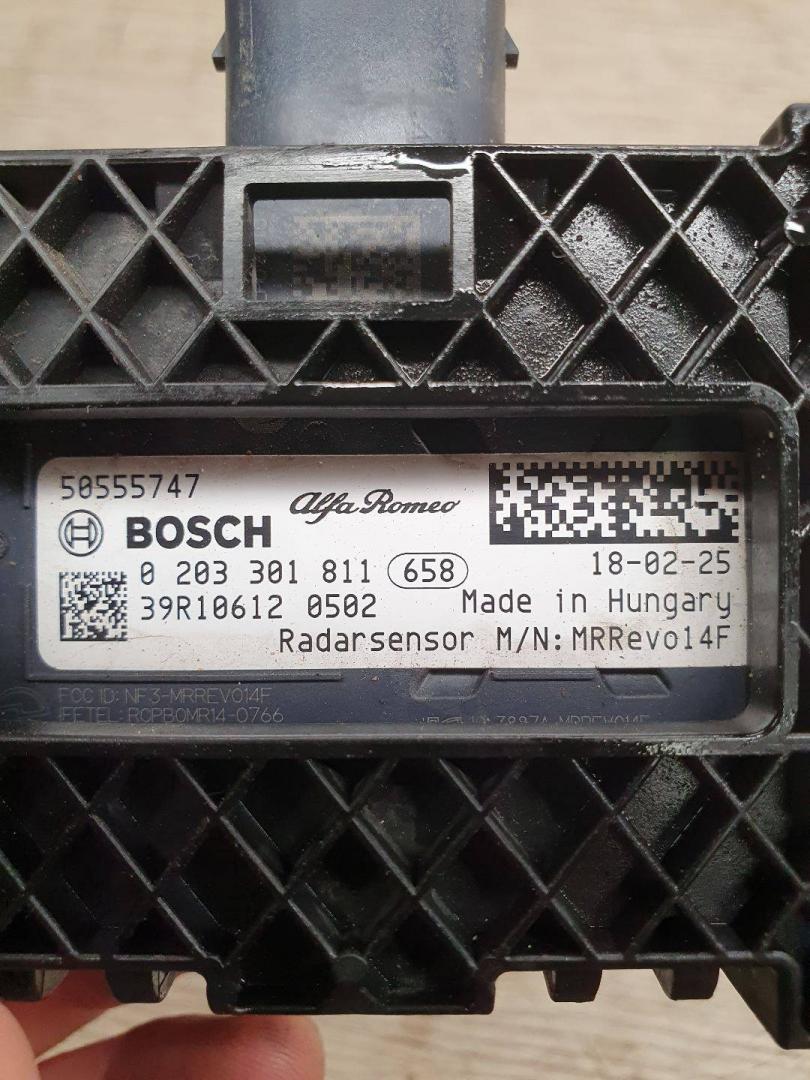 50555747
Alfa Romeo
BOSCH
0 203 301 811 658
18-02-25
39R10612 0502
Made in Hungary
Radarsensor M/N:MRRevo14F
FCC ID: NF3-MRREVO14F
IFETEL: RCPBOMR14-0766